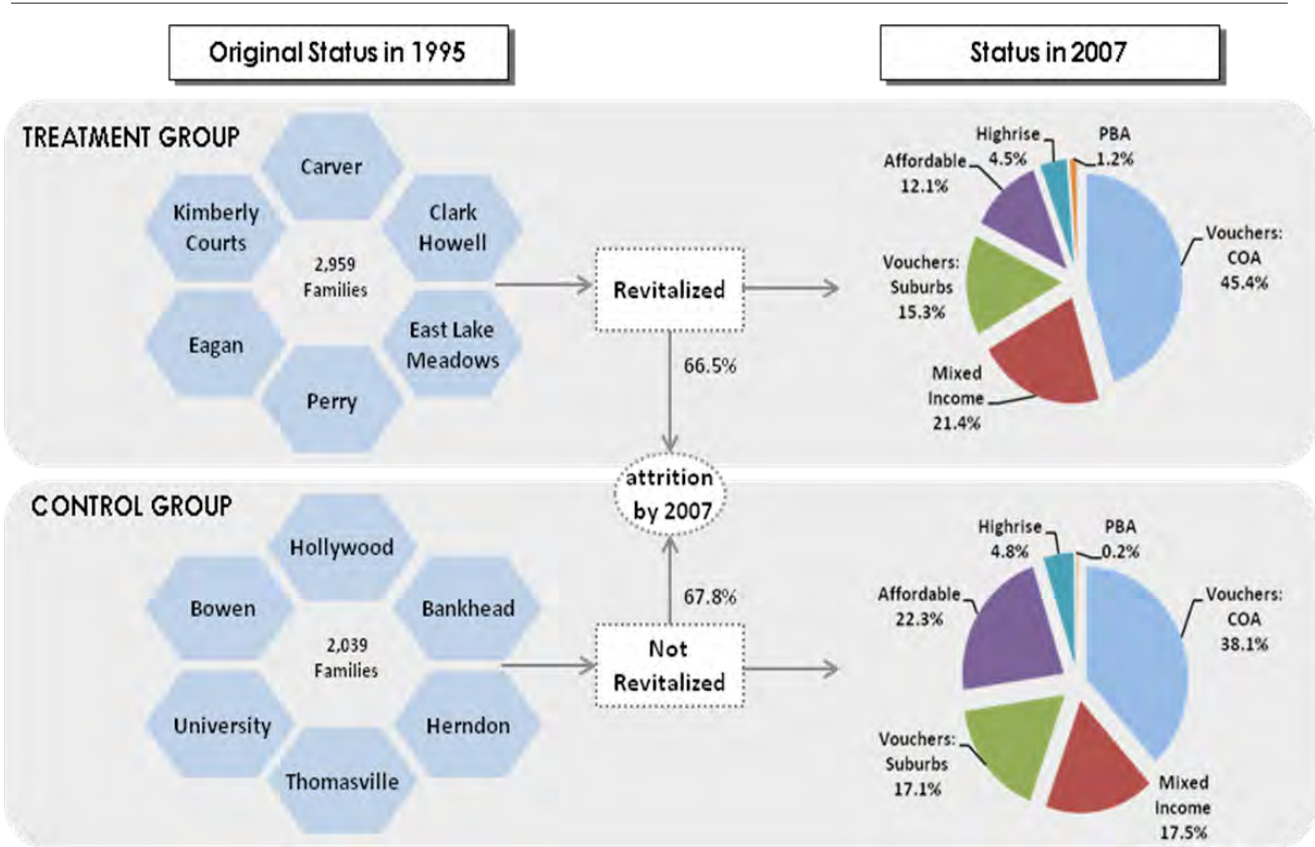 Original Status in 1995
Status in 2007
TREATMENT GROUP
Carver
Kimberly
Courts
Clark
Howell
2,959
Families
Eagan
East Lake
Meadows
Perry
Revitalized
66.5%
Highrise
4.5%
PBA
1.2%
Affordable
12.1%
Vouchers:
COA
45.4%
Vouchers:
Suburbs
15.3%
Mixed
Income
21.4%
attrition
by 2007
CONTROL GROUP
Hollywood
Bowen
Bankhead
2,039
Families
University
Herndon
Thomasville
67.8%
Not
Revitalized
Highrise
4.8%
PBA
0.2%
Affordable
22.3%
Vouchers:
COA
38.1%
Vouchers:
Suburbs
17.1%
Mixed
Income
17.5%